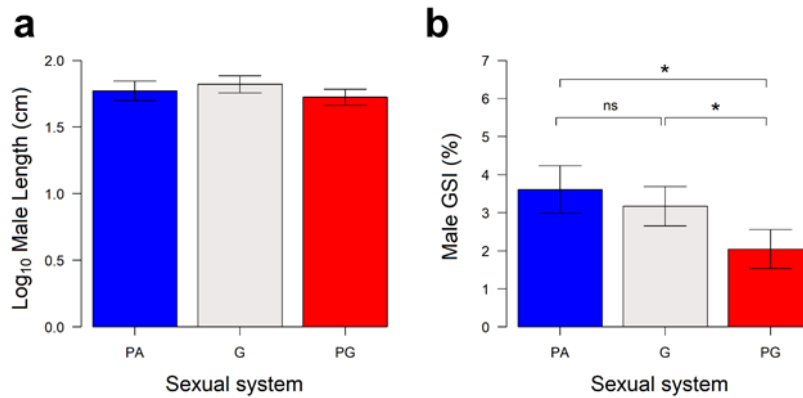 a
Log10 Male Length (cm)
2.0
1.5
1.0
0.5
0.0
PA
G
PG
Sexual system
b
Male GSI (%)
7
6
5
4
3
2
1
0
*
ns
*
PA
G
PG
Sexual system